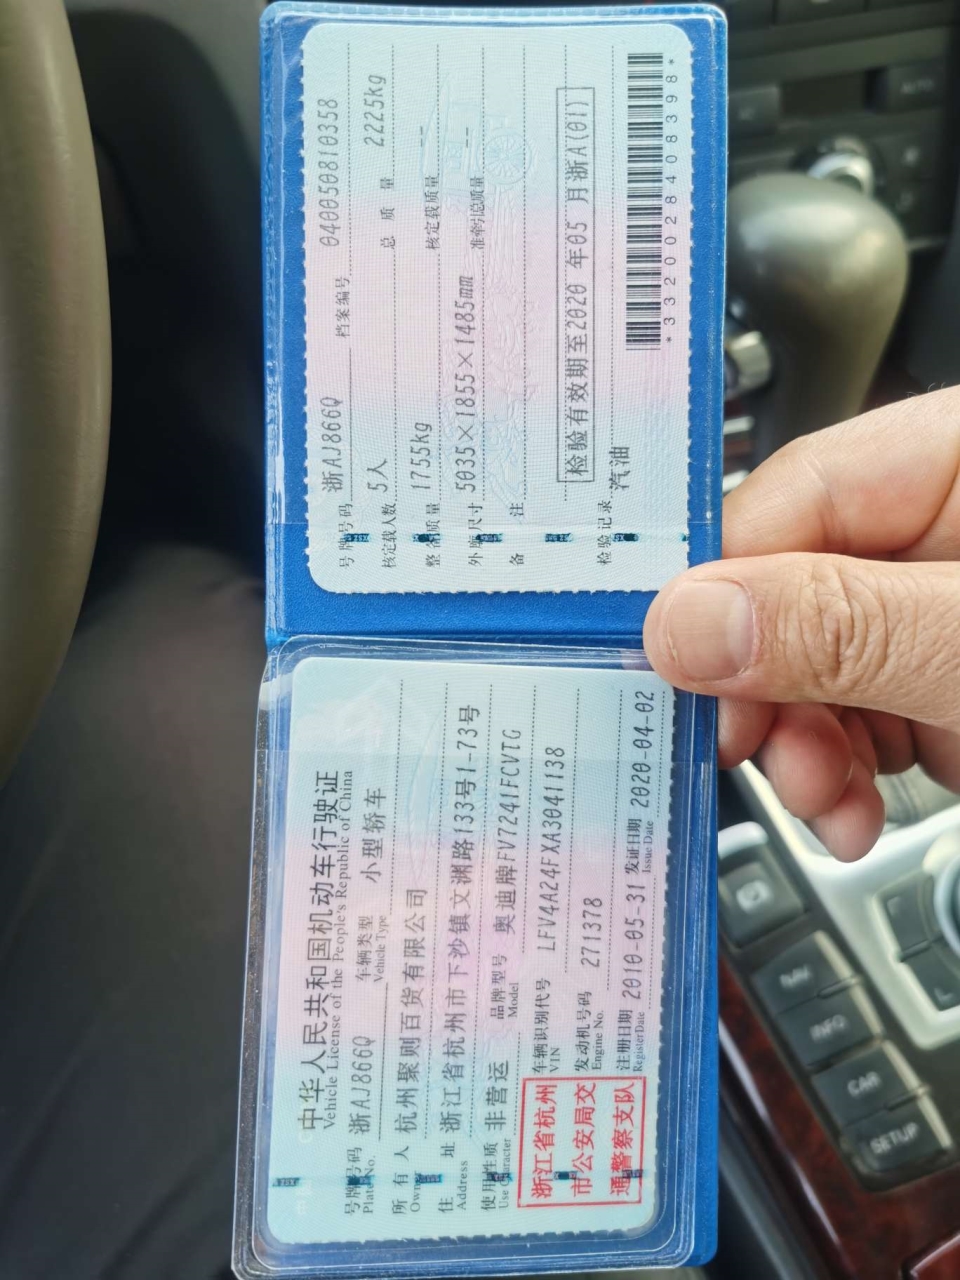 中华人民共和国机动车行驶证
Vehicle License of the People's Republic of China
号牌号码 浙AJ866Q 车辆类型 小型轿车
Plate No. Vehicle Type
所有人 杭州聚则百货有限公司
Owner
住址 浙江省杭州市下沙镇文渊路133号1-73号
Address
使用性质 非营运 品牌型号 奥迪牌FV7241FCVTG
Use Character Model
浙江省杭州
市公安局交
通警察支队
车辆识别代号 LFV4A24FXA3041138
VIN
发动机号码 271378
Engine No.
注册日期 2010-05-31 发证日期 2020-04-02
Register Date Issue Date
号牌号码 浙AJ866Q 档案编号 040050810358
核定载人数 5人 总质量 2225kg
整备质量 1755kg 核定载质量 --
外廓尺寸 5035×1855×1485mm 准牵引总质量 --
备注
检验有效期至2020年05月浙A(01)
检验记录
汽油
*3320028408398*
NAV
INFO
CAR
SETUP